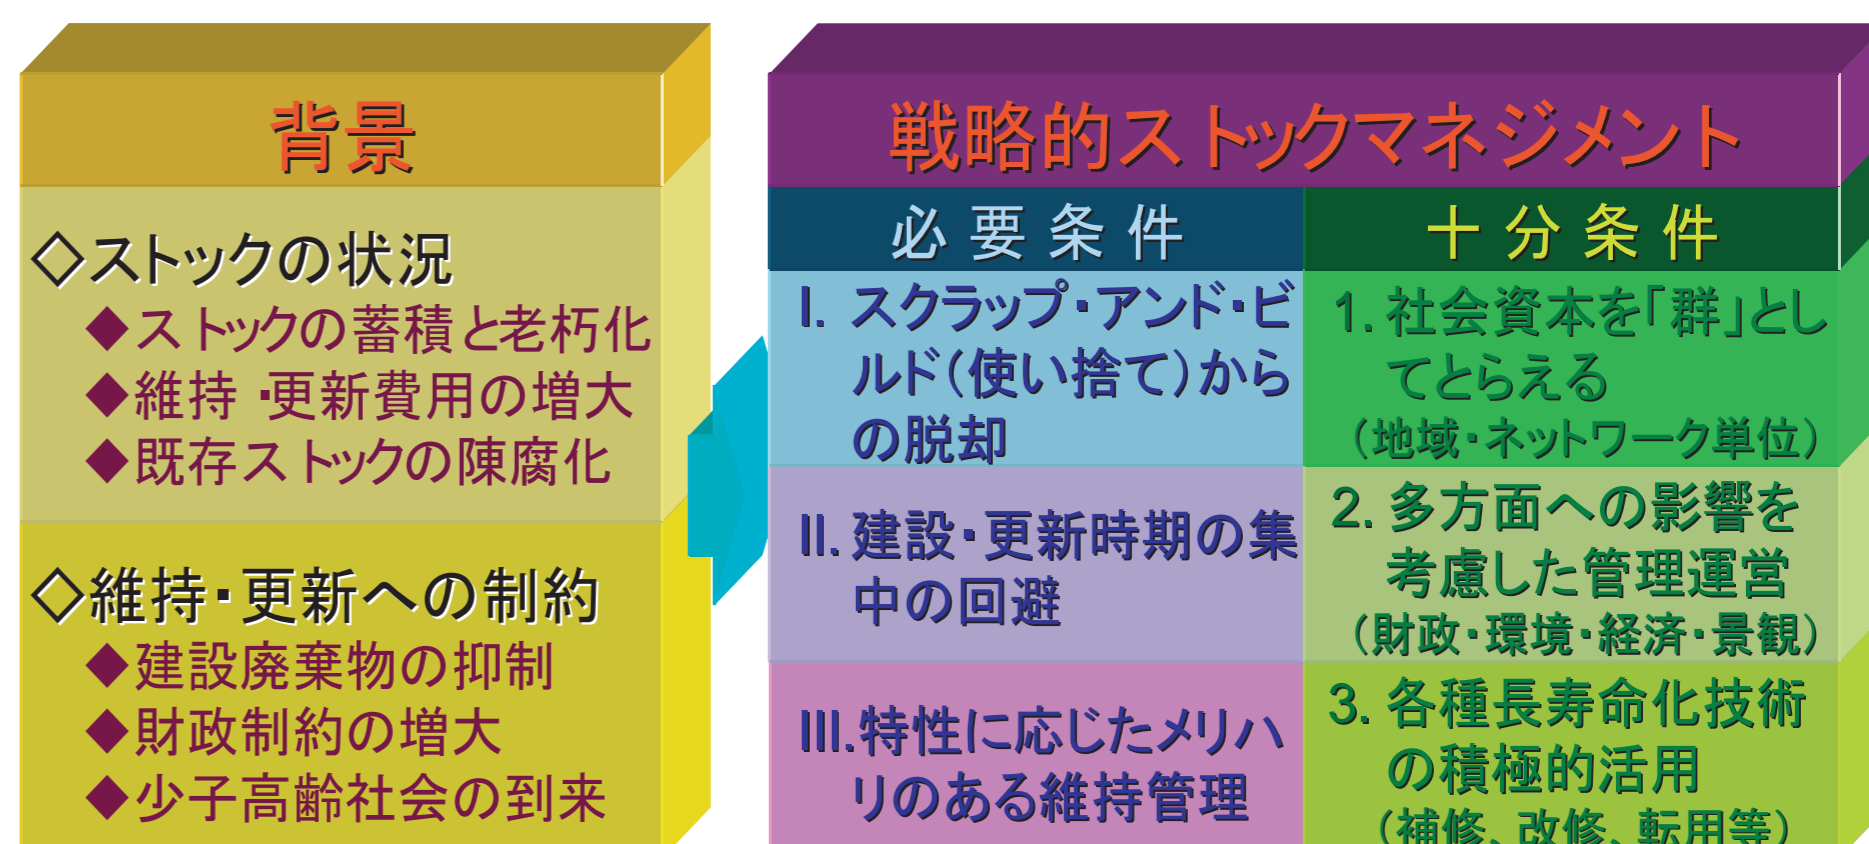 背景
◇ストックの状況
◆ストックの蓄積と老朽化
◆維持・更新費用の増大
◆既存ストックの陳腐化
◇維持・更新への制約
◆建設廃棄物の抑制
◆財政制約の増大
◆少子高齢社会の到来
戦略的ストックマネジメント
必要条件
I. スクラップ・アンド・ビ
ルド(使い捨て)から
の脱却
II. 建設・更新時期の集
中の回避
III.特性に応じたメリハ
リのある維持管理
十分条件
1. 社会資本を「群」とし
てとらえる
(地域・ネットワーク単位)
2. 多方面への影響を
考慮した管理運営
(財政・環境・経済・景観)
3. 各種長寿命化技術
の積極的活用
(補修、改修、転用等)